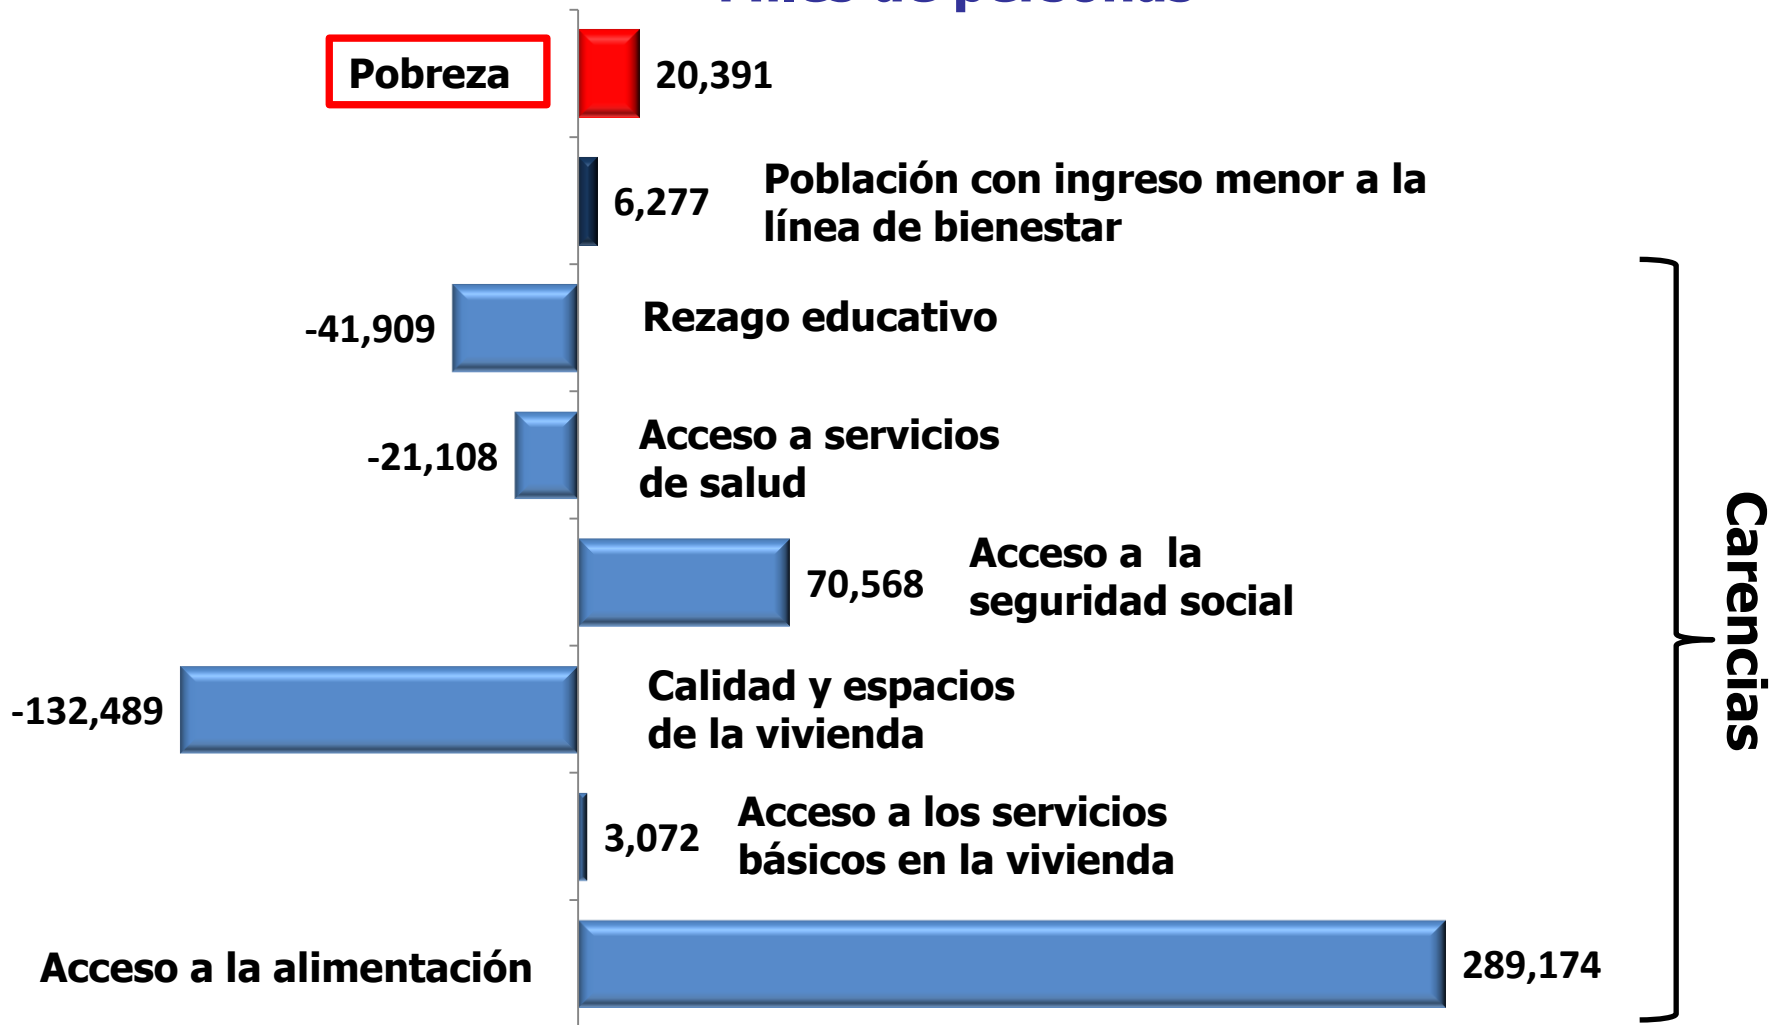 Pobreza
20,391
6,277
Población con ingreso menor a la
línea de bienestar
-41,909
Rezago educativo
-21,108
Acceso a servicios
de salud
70,568
Acceso a  la
seguridad social
-132,489
Calidad y espacios
de la vivienda
3,072
Acceso a los servicios
básicos en la vivienda
Acceso a la alimentación
289,174
Carencias